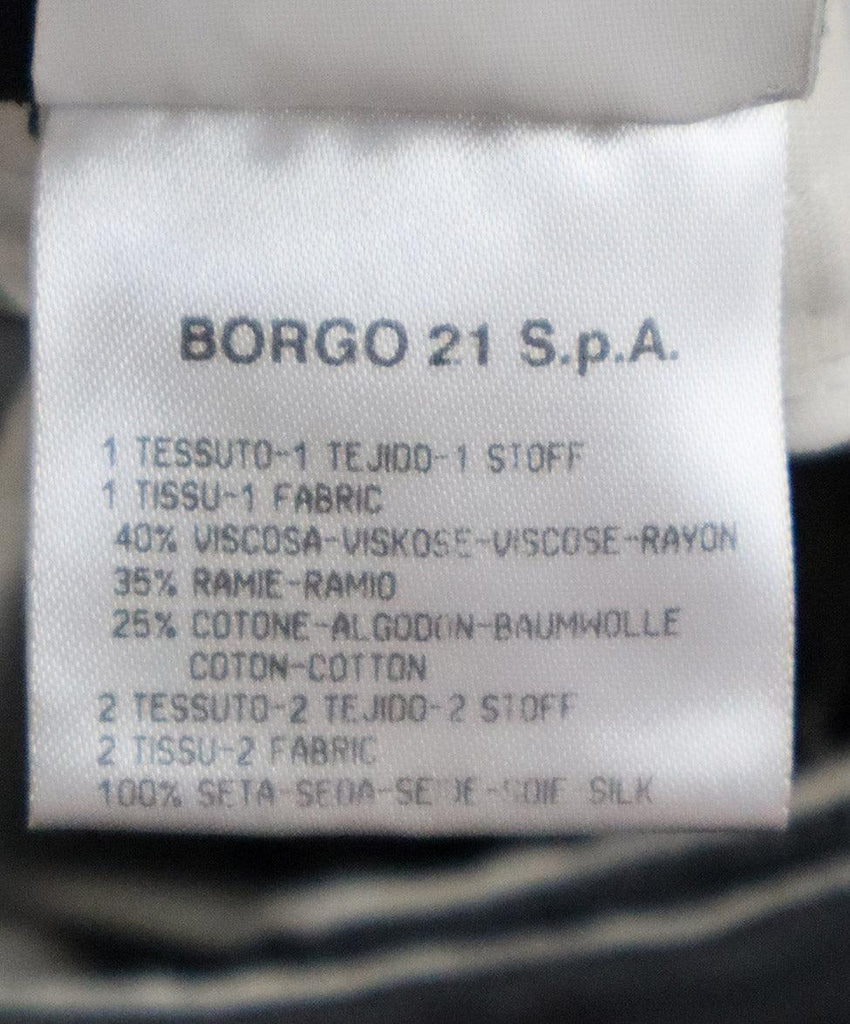 BORGO 21 S.p.A.
1 TESSUTO-1 TEJIDO-1 STOFF
1 TISSU-1 FABRIC
40% VISCOSA-VISKOSE-VISCOSE-RAYON
35% RAMIE-RAMIO
25% COTONE-ALGODON-BAUMWOLLE
COTON-COTTON
2 TESSUTO-2 TEJIDO-2 STOFF
2 TISSU-2 FABRIC
100% SETA-SEDA-SEIDE-SOIE SILK